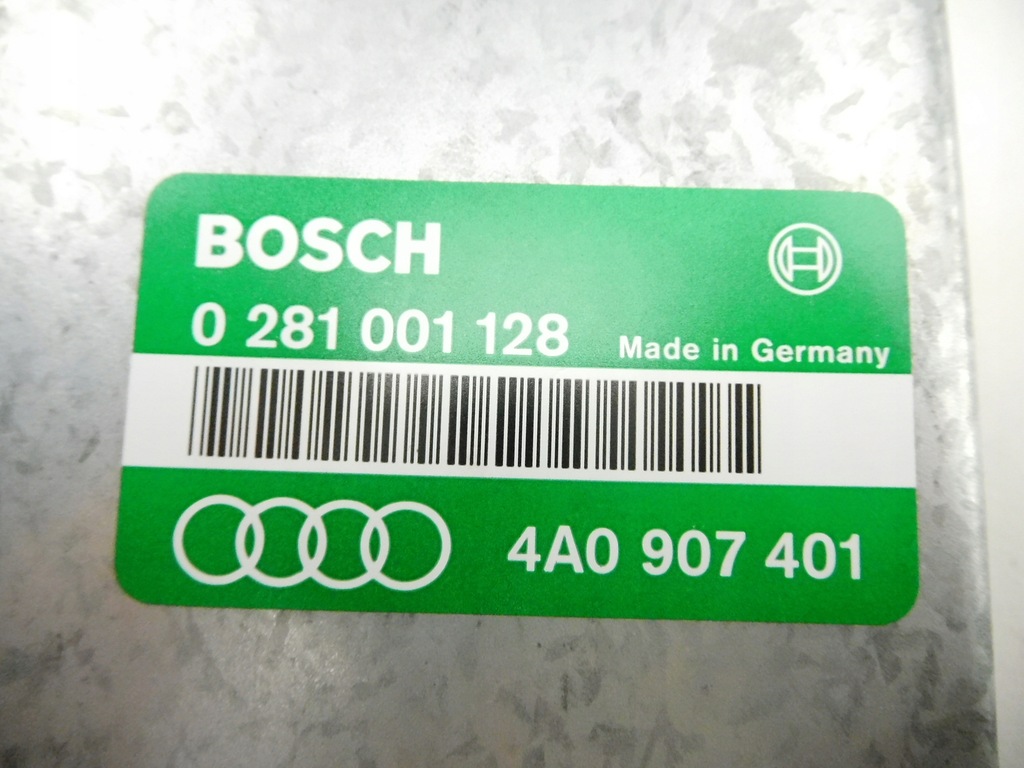 BOSCH
0 281 001 128
Made in Germany
4A0 907 401